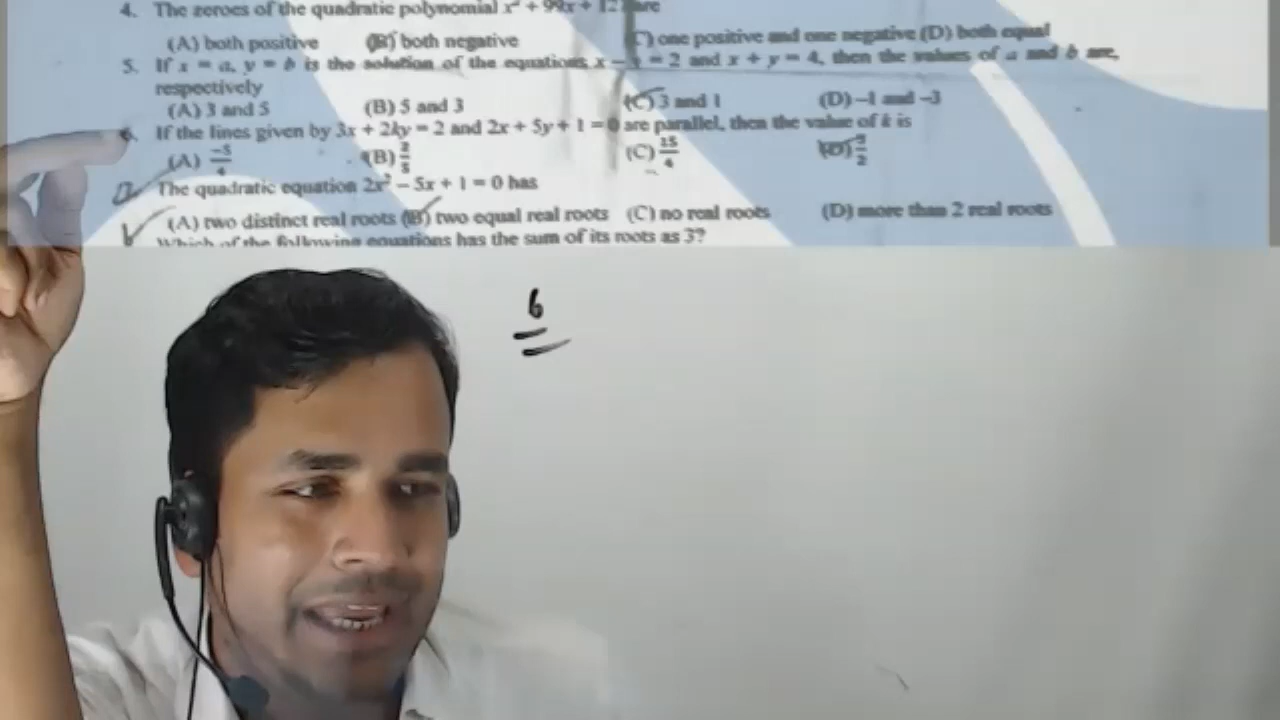 4. The zeroes of the quadratic polynomial x² + 99x + 127 are
(A) both positive (B) both negative (C) one positive and one negative (D) both equal
5. If x = a, y = b is the solution of the equations x − y = 2 and x + y = 4, then the values of a and b are,
respectively
(A) 3 and 5 (B) 5 and 3 (C) 3 and 1 (D) −1 and −3
6. If the lines given by 3x + 2ky = 2 and 2x + 5y + 1 = 0 are parallel, then the value of k is
(A) −5/4 (B) 2/5 (C) 15/4 (D) 3/2
The quadratic equation 2x² − 5x + 1 = 0 has
(A) two distinct real roots (B) two equal real roots (C) no real roots (D) more than 2 real roots
Which of the following equations has the sum of its roots as 3?
6